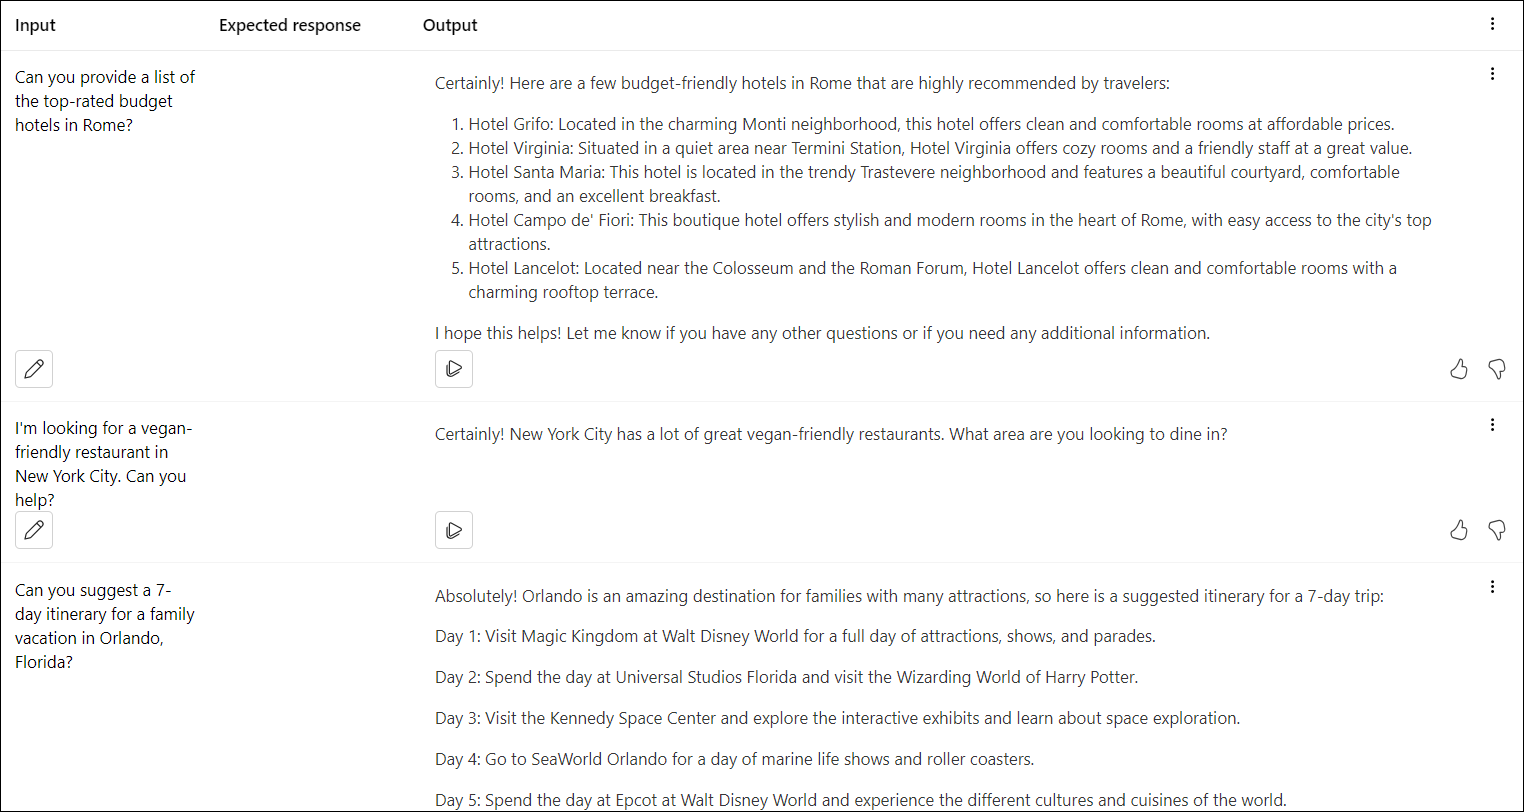 Input
Expected response
Output
Can you provide a list of
the top-rated budget
hotels in Rome?
Certainly! Here are a few budget-friendly hotels in Rome that are highly recommended by travelers:
1. Hotel Grifo: Located in the charming Monti neighborhood, this hotel offers clean and comfortable rooms at affordable prices.
2. Hotel Virginia: Situated in a quiet area near Termini Station, Hotel Virginia offers cozy rooms and a friendly staff at a great value.
3. Hotel Santa Maria: This hotel is located in the trendy Trastevere neighborhood and features a beautiful courtyard, comfortable
rooms, and an excellent breakfast.
4. Hotel Campo de' Fiori: This boutique hotel offers stylish and modern rooms in the heart of Rome, with easy access to the city's top
attractions.
5. Hotel Lancelot: Located near the Colosseum and the Roman Forum, Hotel Lancelot offers clean and comfortable rooms with a
charming rooftop terrace.
I hope this helps! Let me know if you have any other questions or if you need any additional information.
I'm looking for a vegan-
friendly restaurant in
New York City. Can you
help?
Certainly! New York City has a lot of great vegan-friendly restaurants. What area are you looking to dine in?
Can you suggest a 7-
day itinerary for a family
vacation in Orlando,
Florida?
Absolutely! Orlando is an amazing destination for families with many attractions, so here is a suggested itinerary for a 7-day trip:
Day 1: Visit Magic Kingdom at Walt Disney World for a full day of attractions, shows, and parades.
Day 2: Spend the day at Universal Studios Florida and visit the Wizarding World of Harry Potter.
Day 3: Visit the Kennedy Space Center and explore the interactive exhibits and learn about space exploration.
Day 4: Go to SeaWorld Orlando for a day of marine life shows and roller coasters.
Day 5: Spend the day at Epcot at Walt Disney World and experience the different cultures and cuisines of the world.